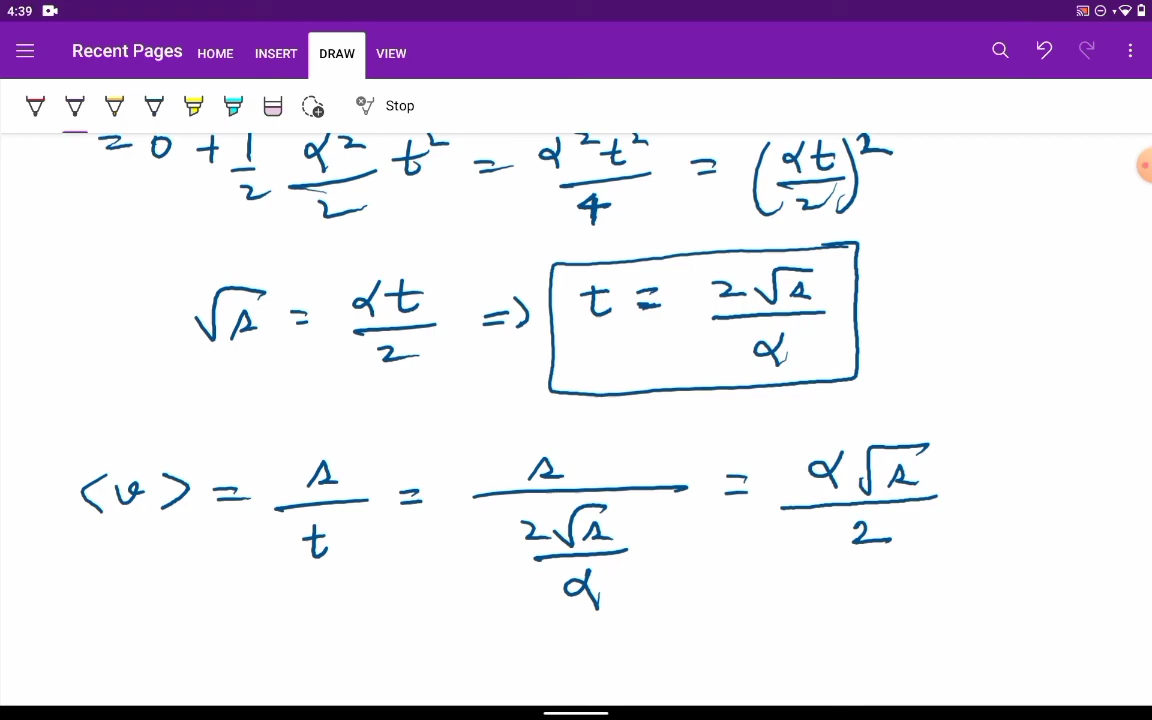 4:39
Recent Pages HOME INSERT DRAW VIEW
Stop
= 0 + 1/2 α²/2 t² = α²t²/4 = (αt/2)²
√s = αt/2 => t = 2√s/α
<v> = s/t = s/(2√s/α) = α√s/2